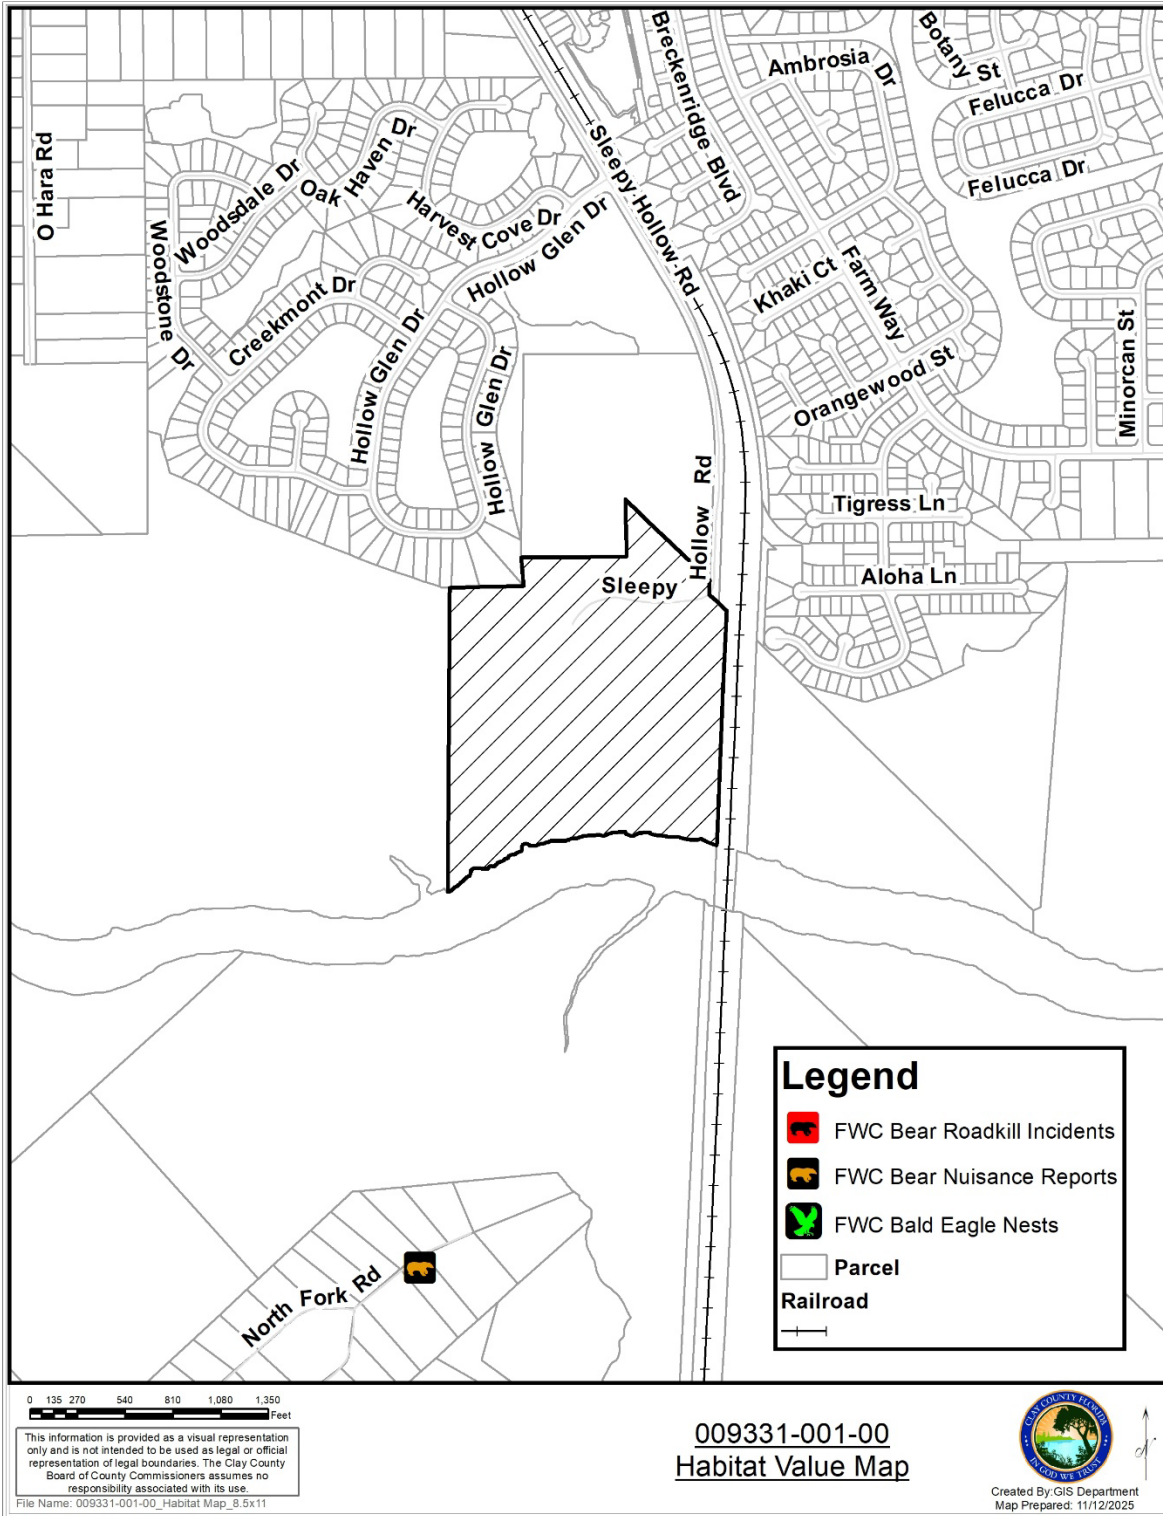 Botany St
Breckenridge Blvd
Ambrosia Dr
Felucca Dr
Felucca Dr
O Hara Rd
Woodsdale Dr
Oak Haven Dr
Harvest Cove Dr
Hollow Glen Dr
Sleepy Hollow Rd
Woodstone Dr
Creekmont Dr
Hollow Glen Dr
Hollow Glen Dr
Khaki Ct
Farm Way
Orangewood St
Minorcan St
Tigress Ln
Aloha Ln
Sleepy Hollow Rd
North Fork Rd
Legend
FWC Bear Roadkill Incidents
FWC Bear Nuisance Reports
FWC Bald Eagle Nests
Parcel
Railroad
0 135 270 540 810 1,080 1,350
Feet
This information is provided as a visual representation
only and is not intended to be used as legal or official
representation of legal boundaries. The Clay County
Board of County Commissioners assumes no
responsibility associated with its use.
File Name: 009331-001-00_Habitat Map_8.5x11
009331-001-00
Habitat Value Map
CLAY COUNTY FLORIDA
IN GOD WE TRUST
N
Created By:GIS Department
Map Prepared: 11/12/2025